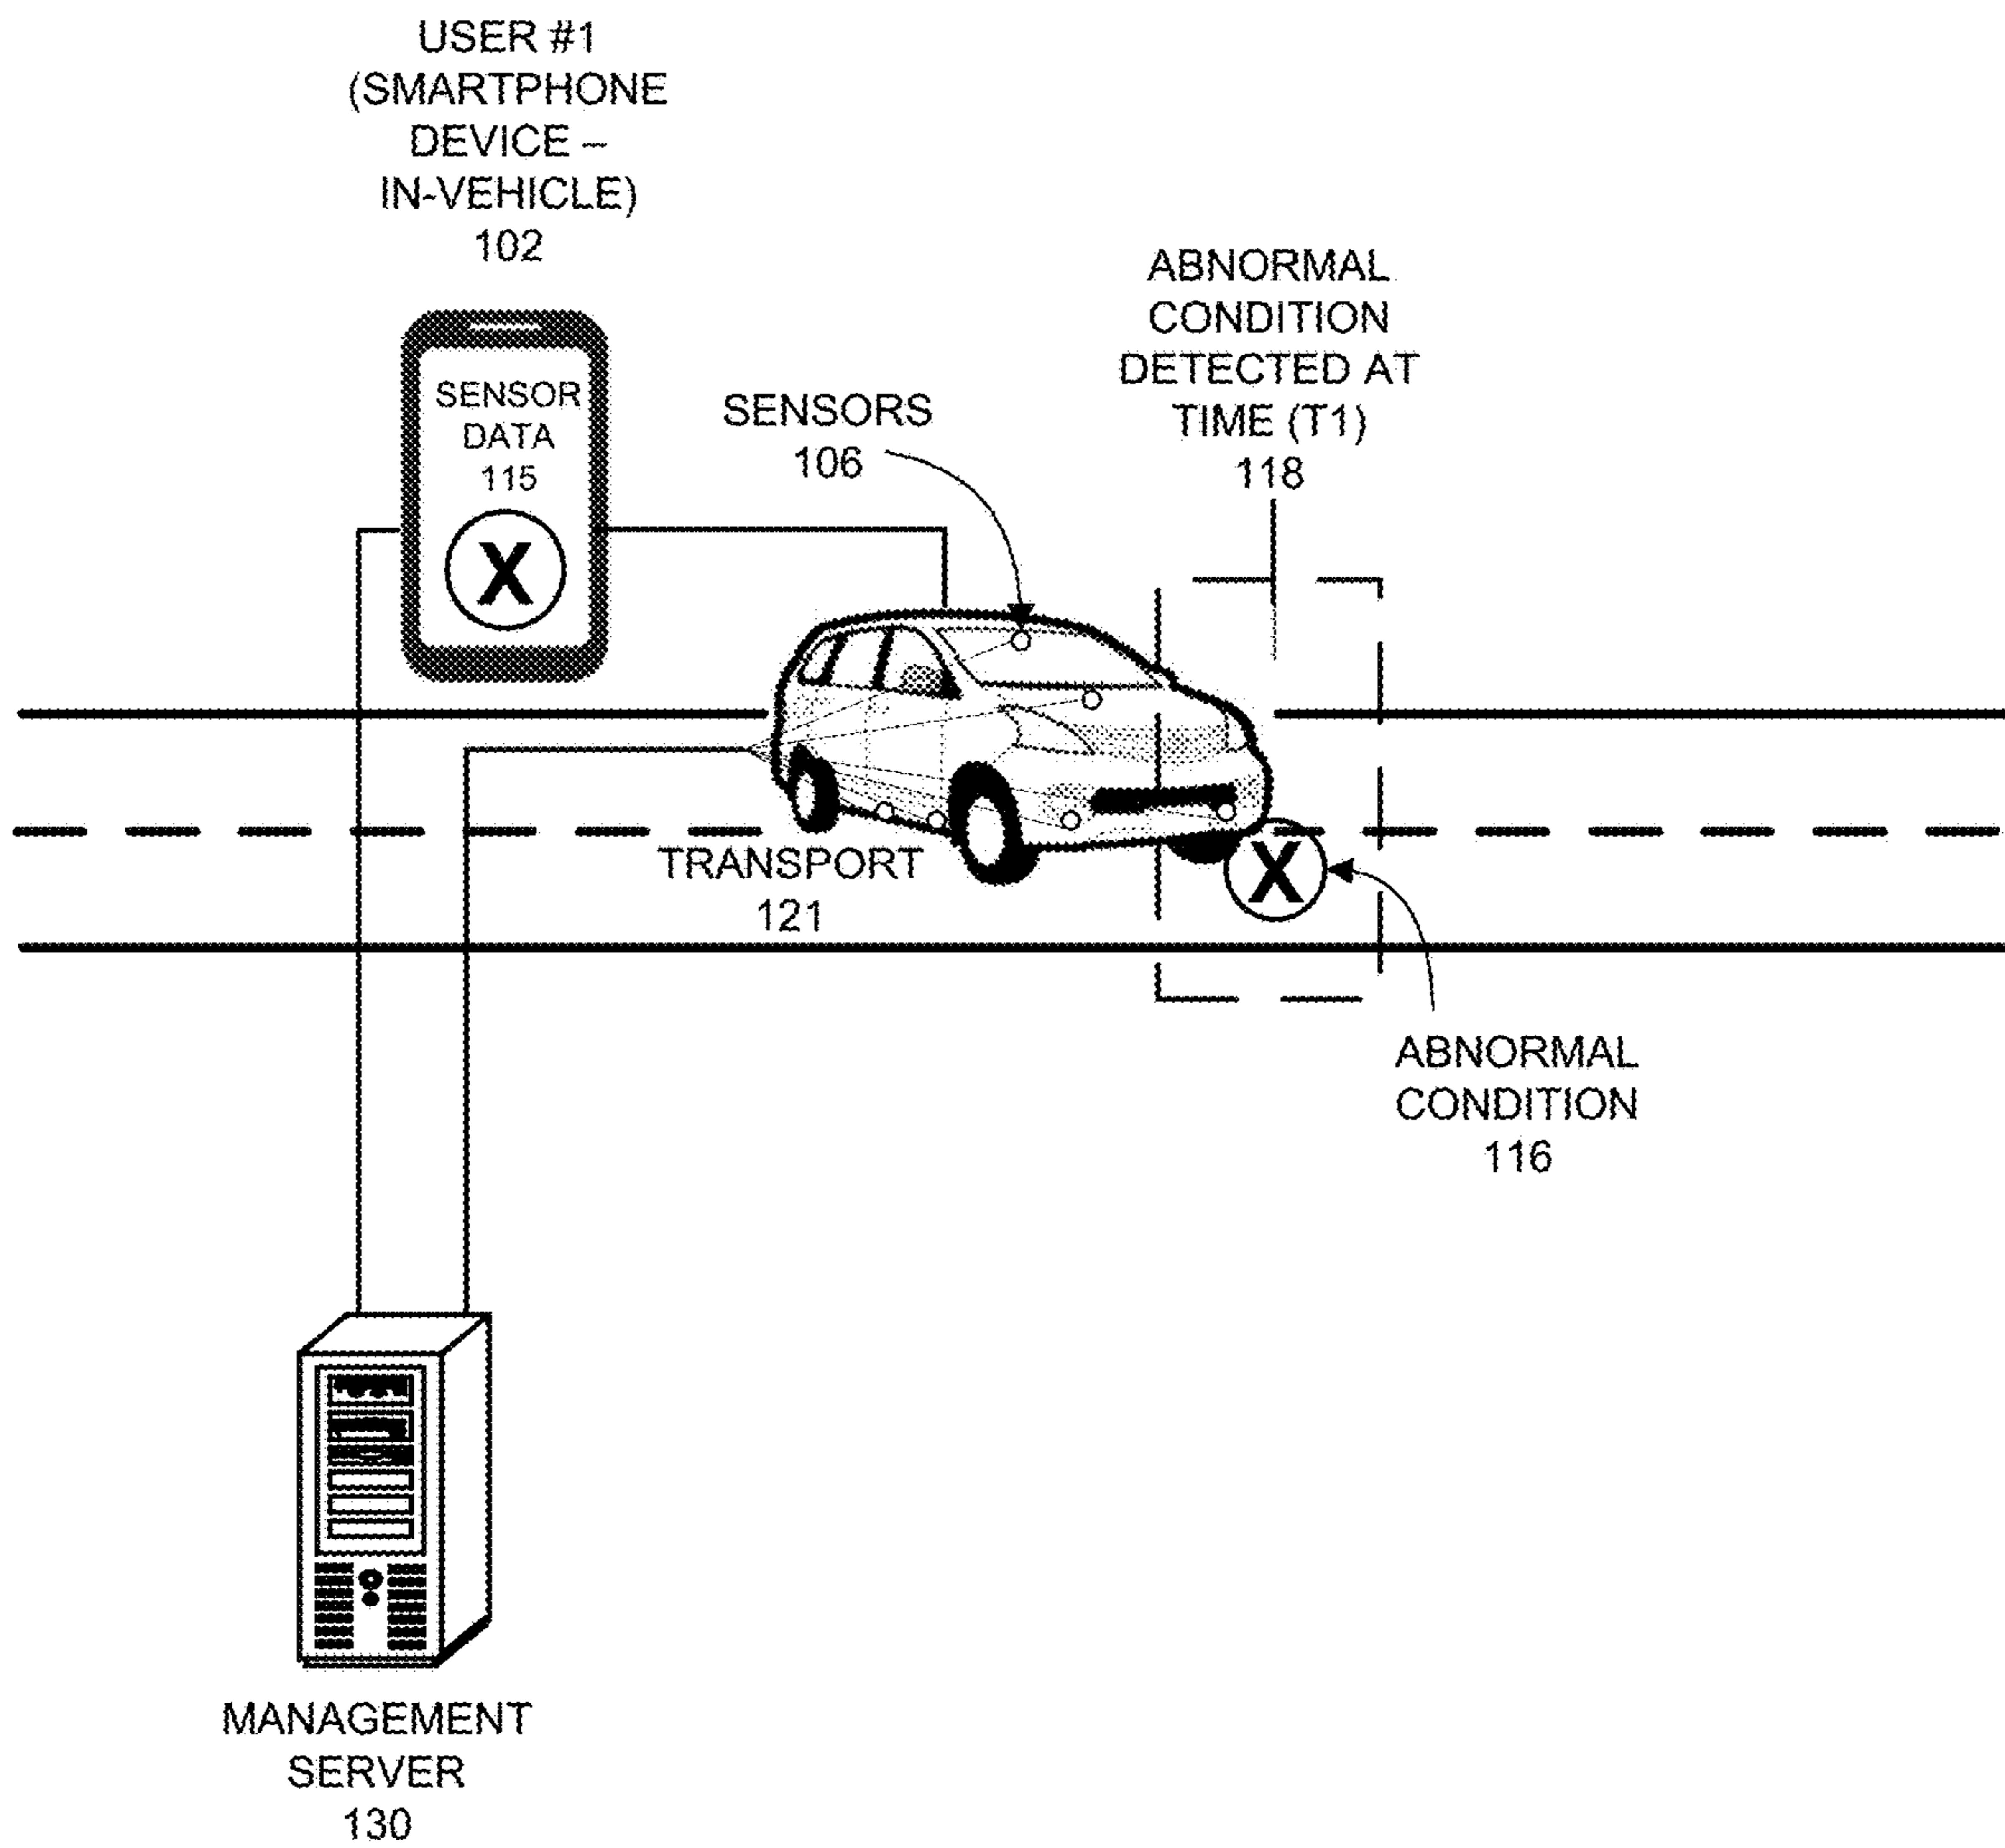 USER #1
(SMARTPHONE
DEVICE –
IN-VEHICLE)
102
SENSOR
DATA
115
X
SENSORS
106
ABNORMAL
CONDITION
DETECTED AT
TIME (T1)
118
TRANSPORT
121
X
ABNORMAL
CONDITION
116
MANAGEMENT
SERVER
130